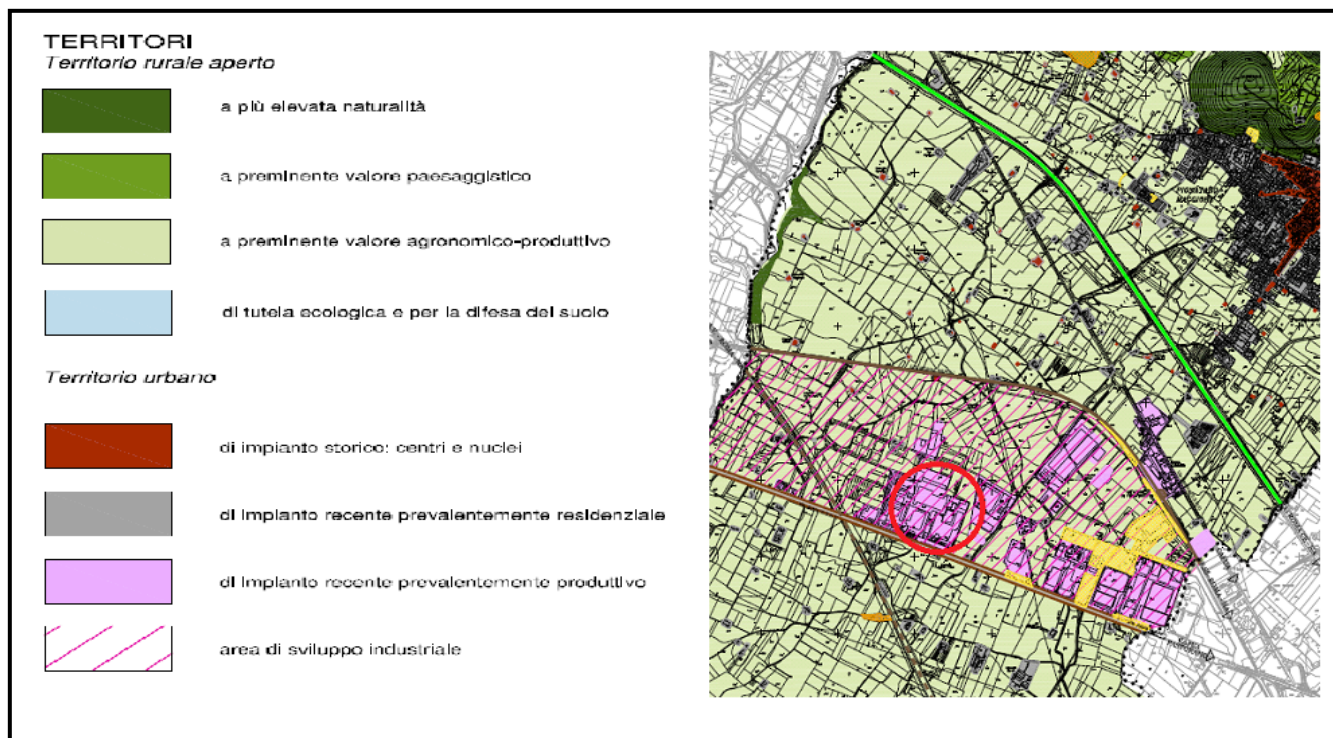 TERRITORI
Territorio rurale aperto
a più elevata naturalità
a preminente valore paesaggistico
a preminente valore agronomico-produttivo
di tutela ecologica e per la difesa del suolo
Territorio urbano
di impianto storico: centri e nuclei
di impianto recente prevalentemente residenziale
di impianto recente prevalentemente produttivo
area di sviluppo industriale